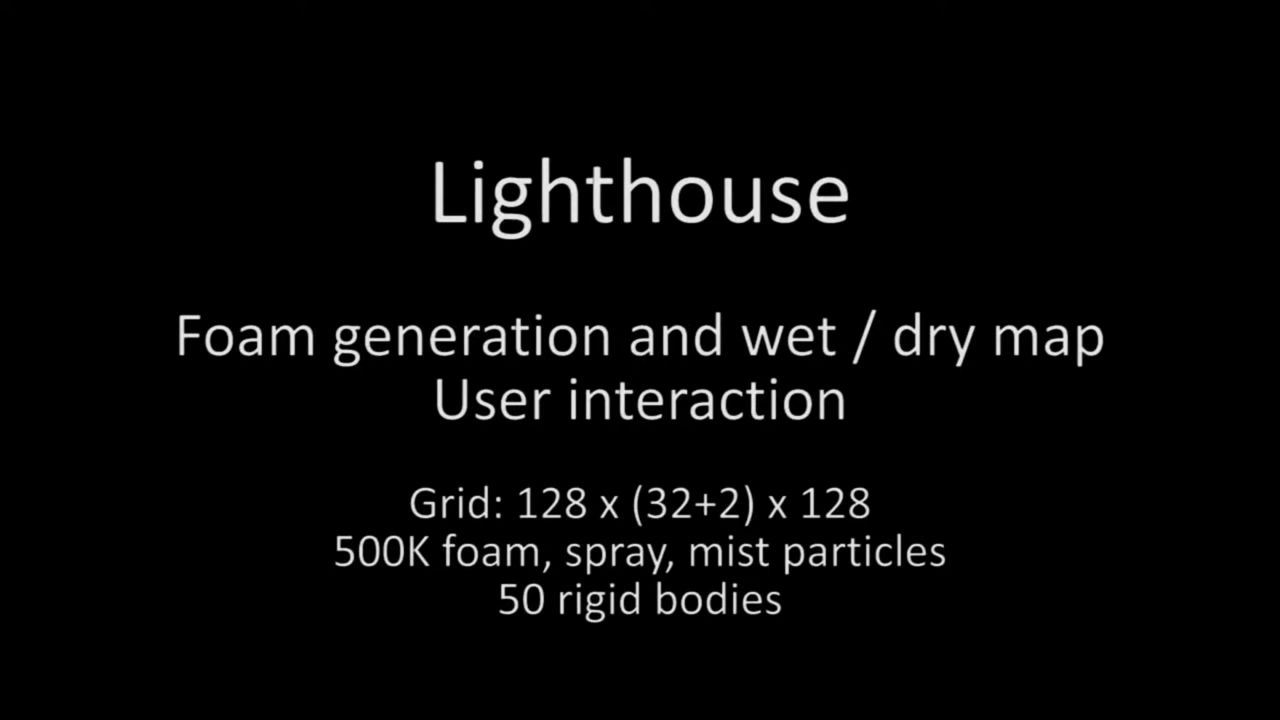 Lighthouse
Foam generation and wet / dry map
User interaction
Grid: 128 x (32+2) x 128
500K foam, spray, mist particles
50 rigid bodies